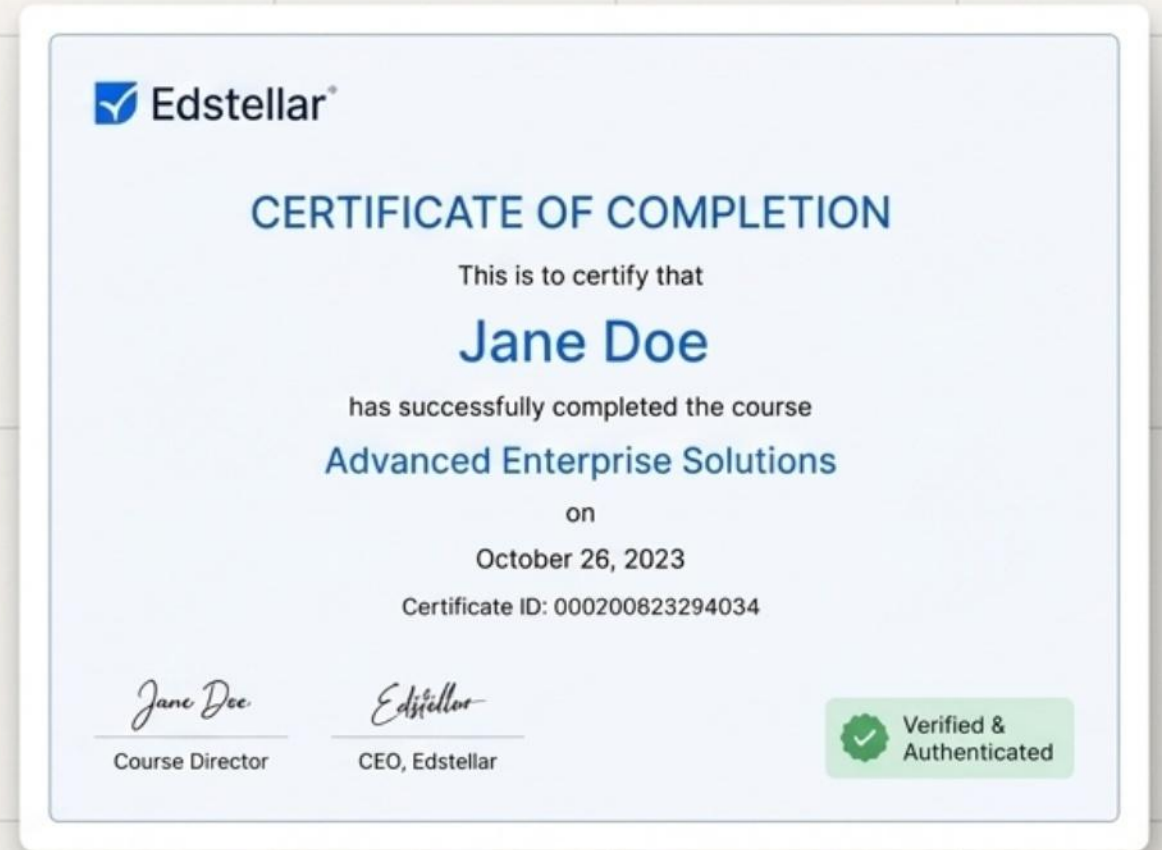 Edstellar
CERTIFICATE OF COMPLETION
This is to certify that
Jane Doe
has successfully completed the course
Advanced Enterprise Solutions
on
October 26, 2023
Certificate ID: 000200823294034
Jane Doe
Edstellar
Course Director
CEO, Edstellar
Verified &
Authenticated